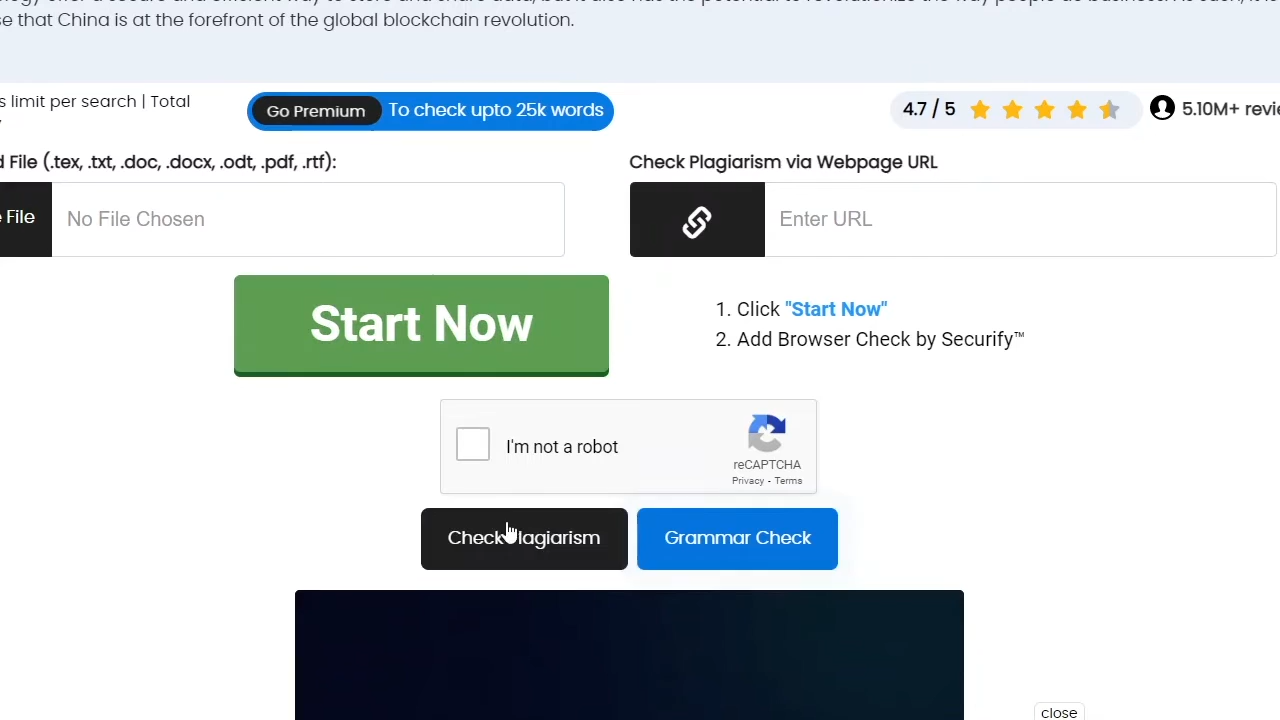 se that China is at the forefront of the global blockchain revolution.
s limit per search | Total
Go Premium To check upto 25k words
4.7 / 5
5.10M+ revie
d File (.tex, .txt, .doc, .docx, .odt, .pdf, .rtf):
Check Plagiarism via Webpage URL
e File
No File Chosen
Enter URL
Start Now
1. Click "Start Now"
2. Add Browser Check by Securify™
I'm not a robot
reCAPTCHA
Privacy - Terms
Check Plagiarism
Grammar Check
close